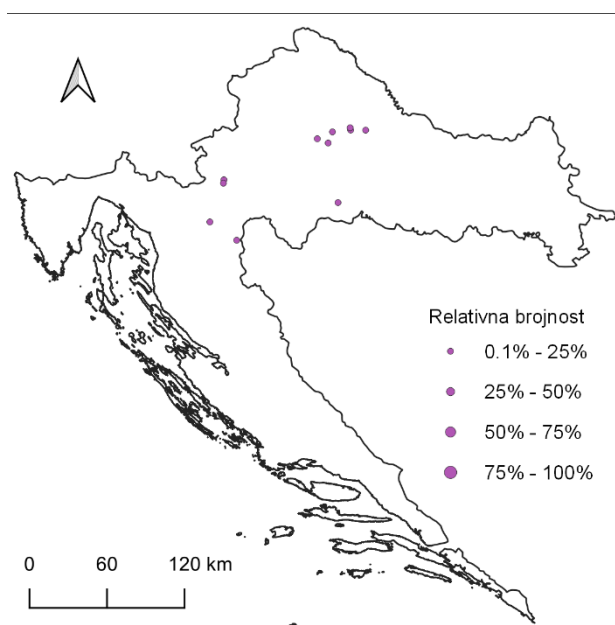 Relativna brojnost
0.1% - 25%
25% - 50%
50% - 75%
75% - 100%
0 60 120 km